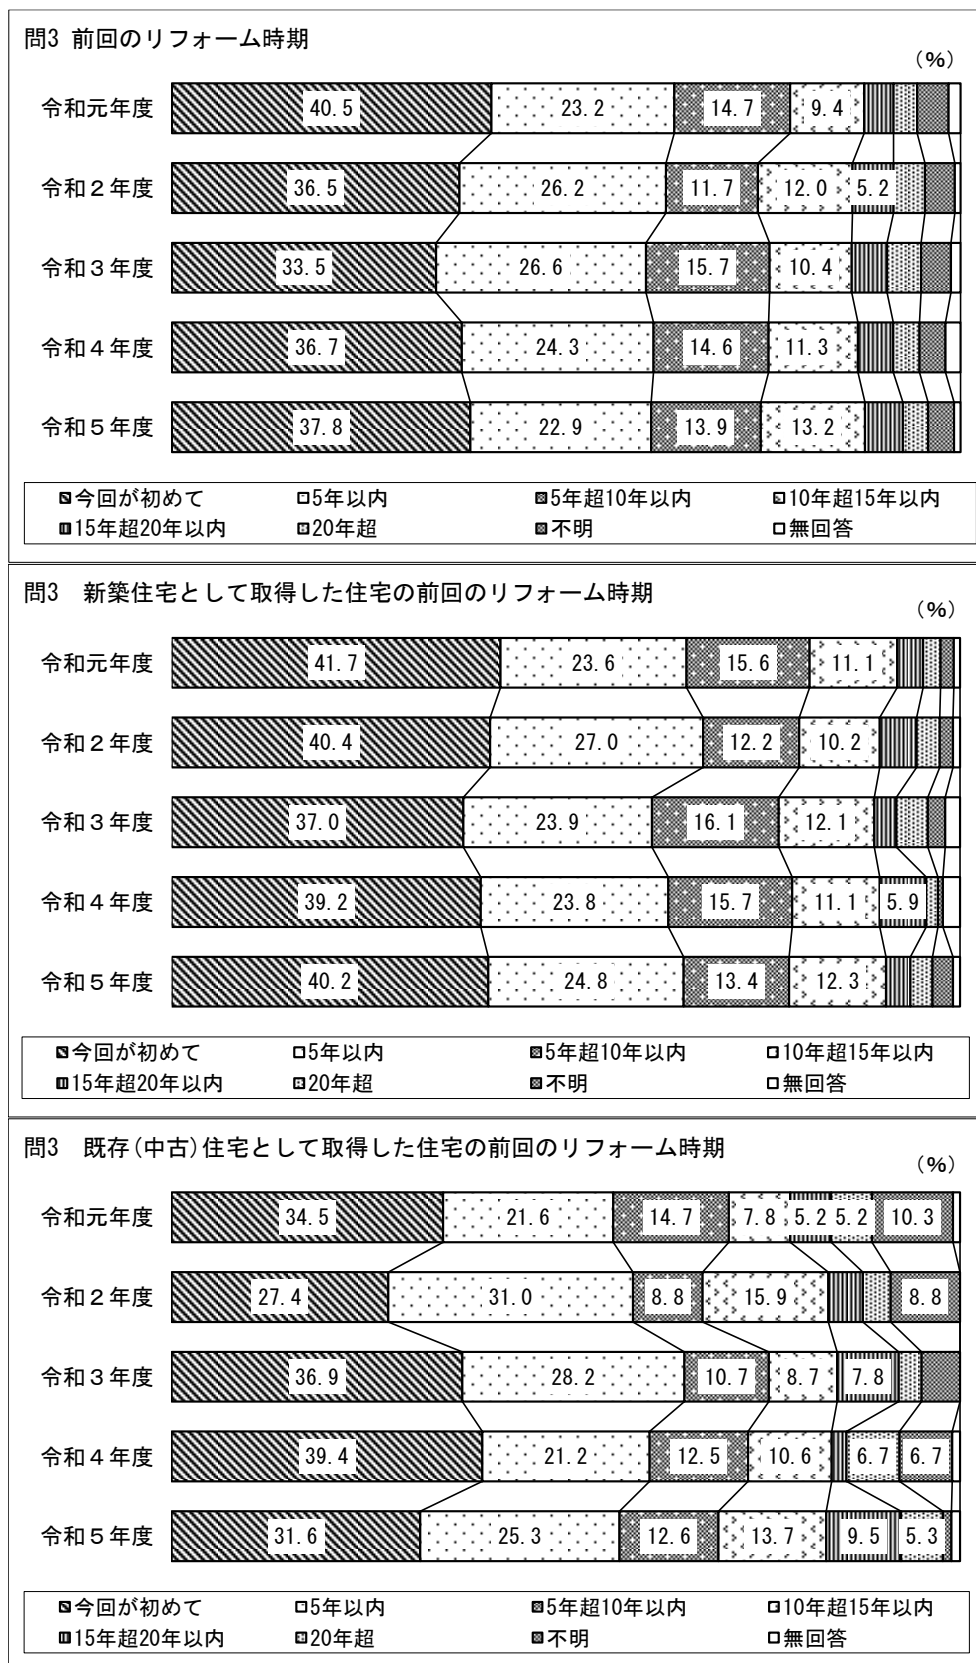 問3 前回のリフォーム時期
(%)
令和元年度 40.5 23.2 14.7 9.4
令和２年度 36.5 26.2 11.7 12.0 5.2
令和３年度 33.5 26.6 15.7 10.4
令和４年度 36.7 24.3 14.6 11.3
令和５年度 37.8 22.9 13.9 13.2
今回が初めて 5年以内 5年超10年以内 10年超15年以内
15年超20年以内 20年超 不明 無回答
問3　新築住宅として取得した住宅の前回のリフォーム時期
(%)
令和元年度 41.7 23.6 15.6 11.1
令和２年度 40.4 27.0 12.2 10.2
令和３年度 37.0 23.9 16.1 12.1
令和４年度 39.2 23.8 15.7 11.1 5.9
令和５年度 40.2 24.8 13.4 12.3
今回が初めて 5年以内 5年超10年以内 10年超15年以内
15年超20年以内 20年超 不明 無回答
問3　既存(中古)住宅として取得した住宅の前回のリフォーム時期
(%)
令和元年度 34.5 21.6 14.7 7.8 5.2 5.2 10.3
令和２年度 27.4 31.0 8.8 15.9 8.8
令和３年度 36.9 28.2 10.7 8.7 7.8
令和４年度 39.4 21.2 12.5 10.6 6.7 6.7
令和５年度 31.6 25.3 12.6 13.7 9.5 5.3
今回が初めて 5年以内 5年超10年以内 10年超15年以内
15年超20年以内 20年超 不明 無回答